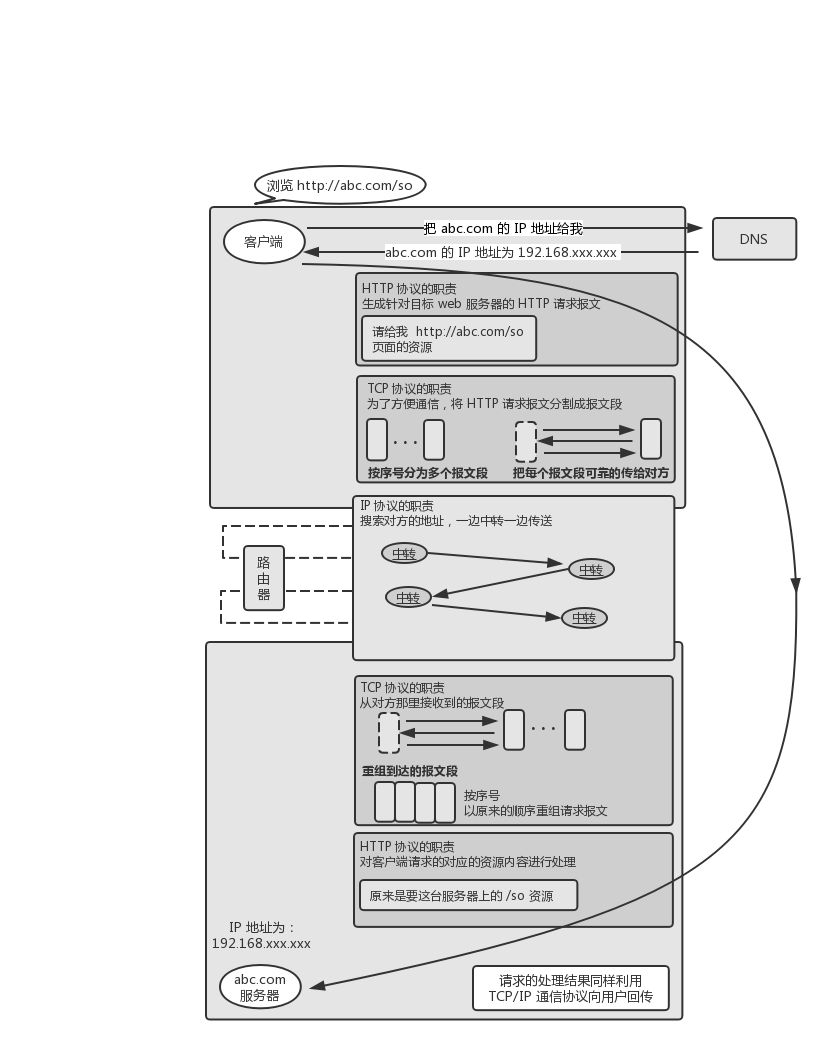 浏览 http://abc.com/so
客户端
把 abc.com 的 IP 地址给我
DNS
abc.com 的 IP 地址为 192.168.xxx.xxx
HTTP 协议的职责
生成针对目标 web 服务器的 HTTP 请求报文
请给我 http://abc.com/so
页面的资源
TCP 协议的职责
为了方便通信，将 HTTP 请求报文分割成报文段
按序号分为多个报文段
把每个报文段可靠的传给对方
IP 协议的职责
搜索对方的地址，一边中转一边传送
中转
中转
中转
中转
路
由
器
TCP 协议的职责
从对方那里接收到的报文段
重组到达的报文段
按序号
以原来的顺序重组请求报文
HTTP 协议的职责
对客户端请求的对应的资源内容进行处理
原来是要这台服务器上的 /so 资源
IP 地址为：
192.168.xxx.xxx
abc.com
服务器
请求的处理结果同样利用
TCP/IP 通信协议向用户回传